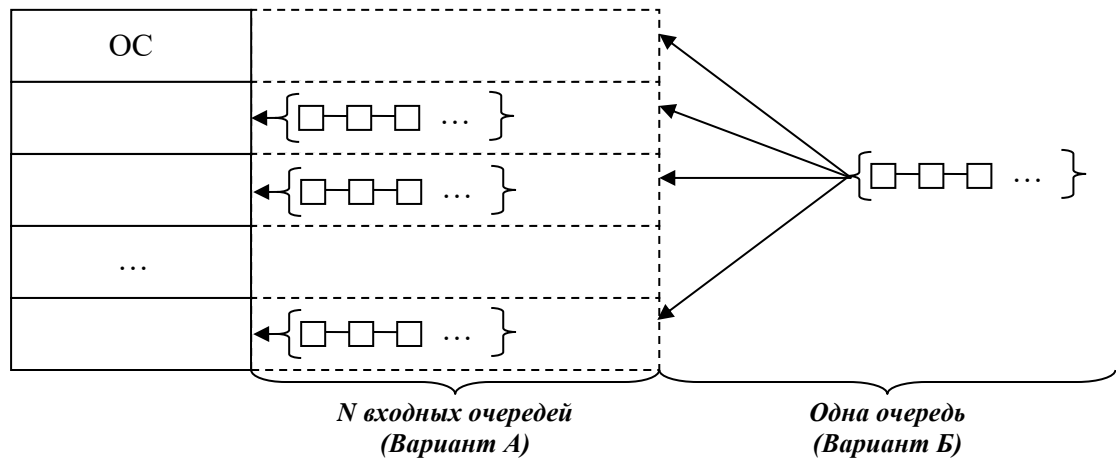 ОС
…
…
…
…
…
N входных очередей
(Вариант А)
Одна очередь
(Вариант Б)